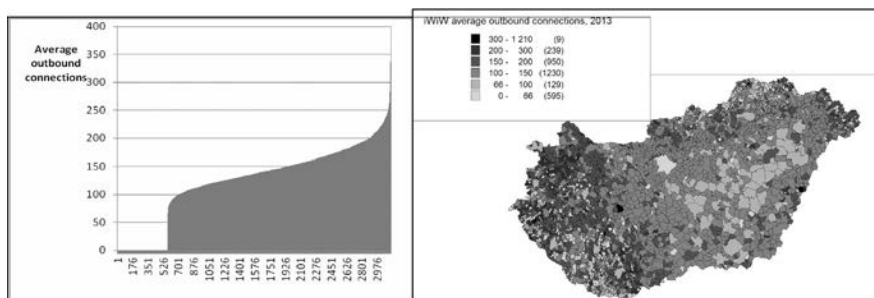 400
Average
outbound
connections
350
300
250
200
150
100
50
0
1
176
351
526
701
876
1051
1226
1401
1576
1751
1926
2101
2276
2451
2626
2801
2976
iWiW average outbound connections, 2013
300 - 1 210 (9)
200 - 300 (239)
150 - 200 (950)
100 - 150 (1230)
66 - 100 (129)
0 - 66 (595)